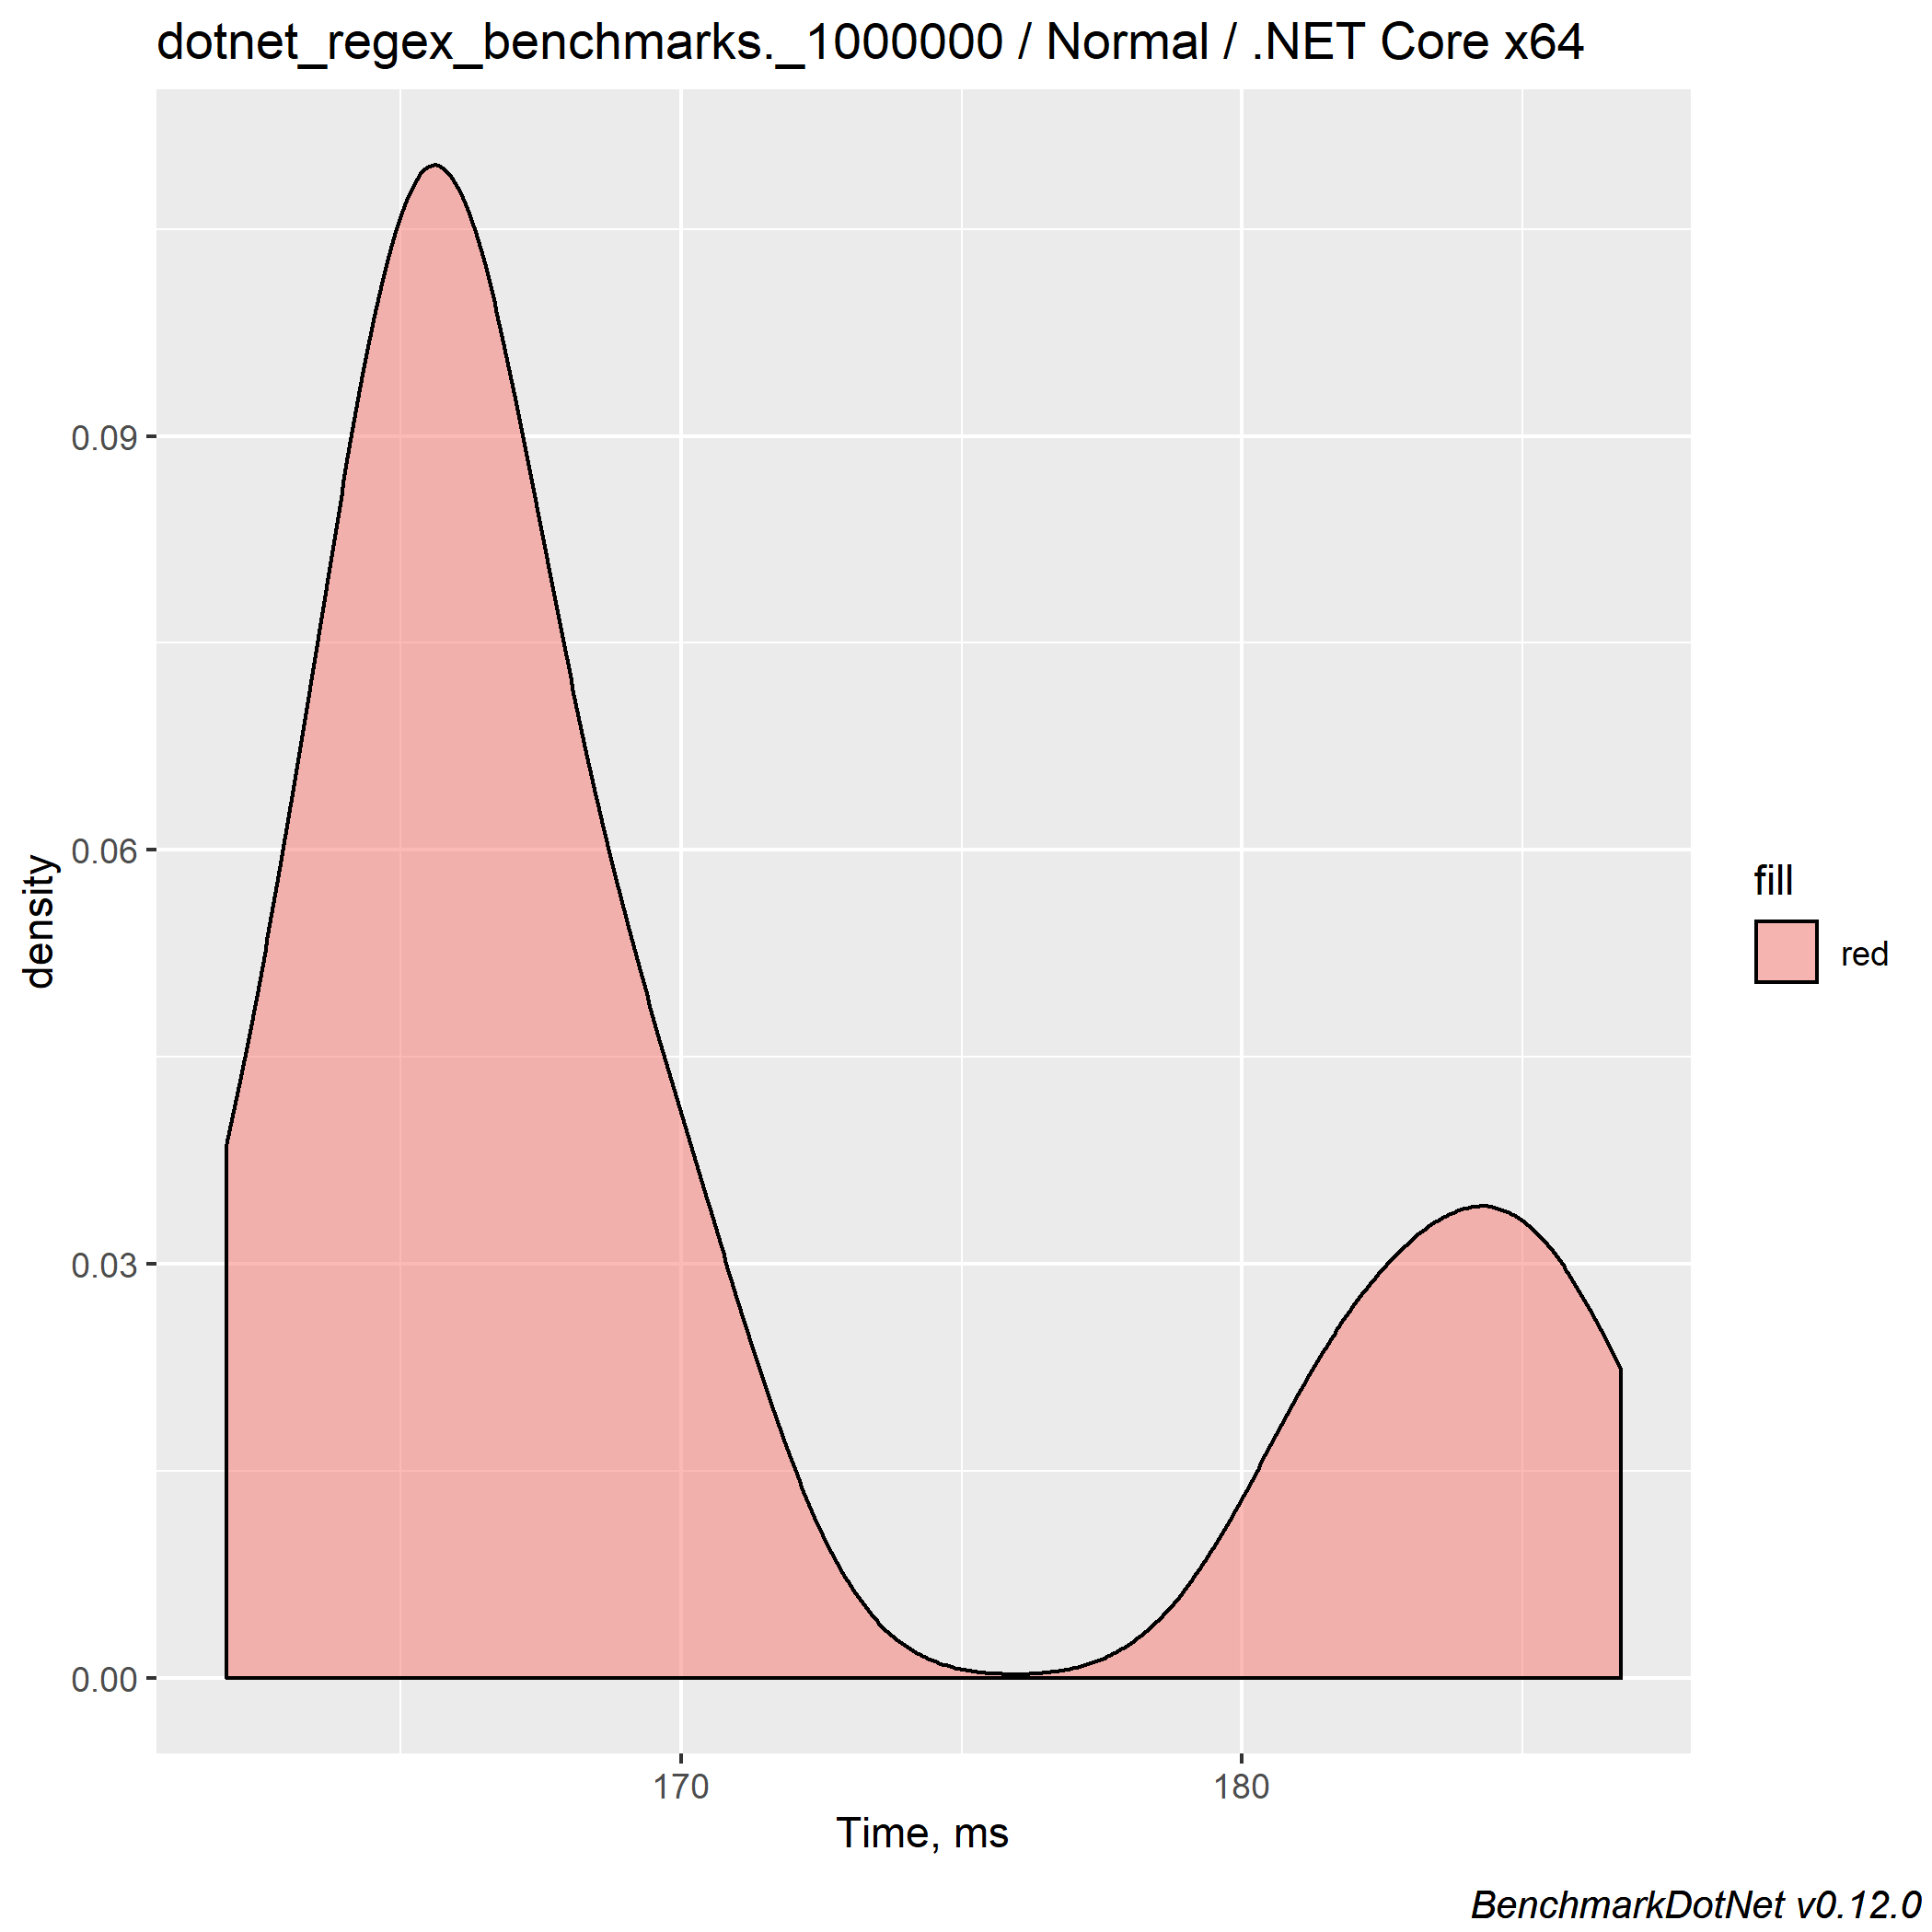 dotnet_regex_benchmarks._1000000 / Normal / .NET Core x64
density
0.09
0.06
0.03
0.00
170 180
Time, ms
fill
red
BenchmarkDotNet v0.12.0